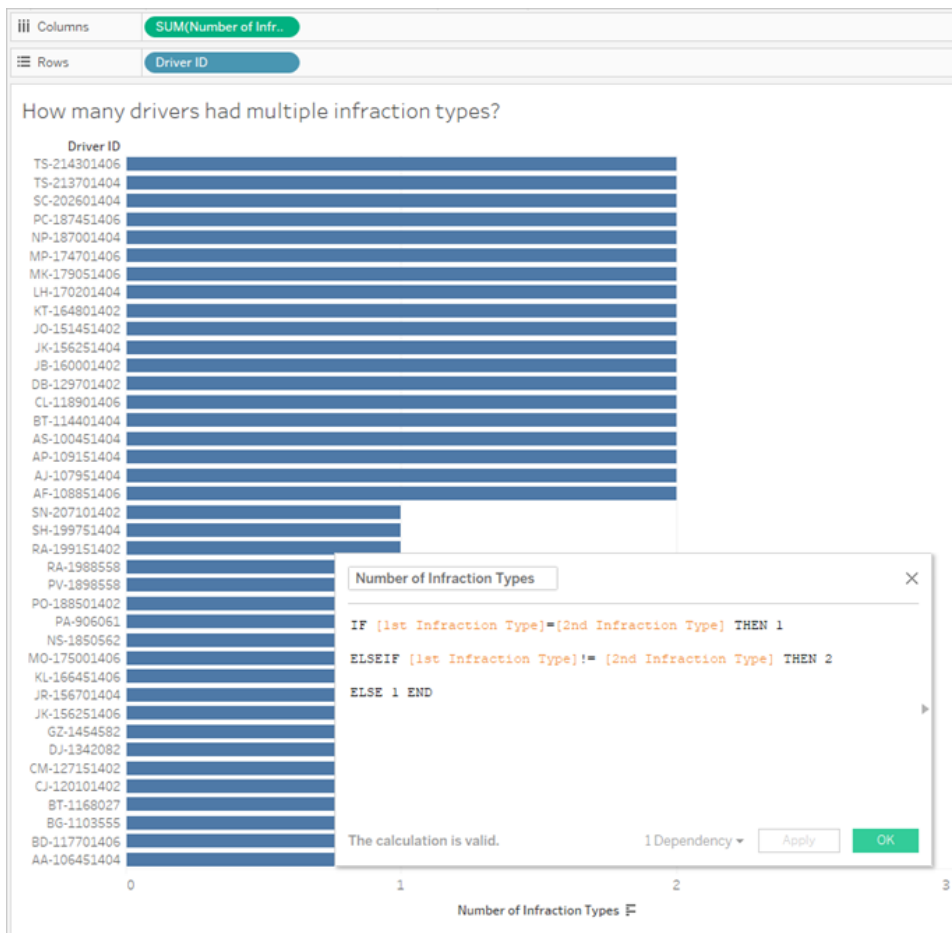 Columns SUM(Number of Infr..
Rows Driver ID
How many drivers had multiple infraction types?
Driver ID
TS-214301406
TS-213701404
SC-202601404
PC-187451406
NP-187001404
MP-174701406
MK-179051406
LH-170201404
KT-164801402
JO-151451402
JK-156251404
JB-160001402
DB-129701402
CL-118901406
BT-114401404
AS-100451404
AP-109151404
AJ-107951404
AF-108851406
SN-207101402
SH-199751404
RA-199151402
RA-1988558
PV-1898558
PO-188501402
PA-906061
NS-1850562
MO-175001406
KL-166451406
JR-156701404
JK-156251406
GZ-1454582
DJ-1342082
CM-127151402
CJ-120101402
BT-1168027
BG-1103555
BD-117701406
AA-106451404
0 1 2 3
Number of Infraction Types
Number of Infraction Types
IF [1st Infraction Type]=[2nd Infraction Type] THEN 1
ELSEIF [1st Infraction Type]!= [2nd Infraction Type] THEN 2
ELSE 1 END
The calculation is valid. 1 Dependency Apply OK